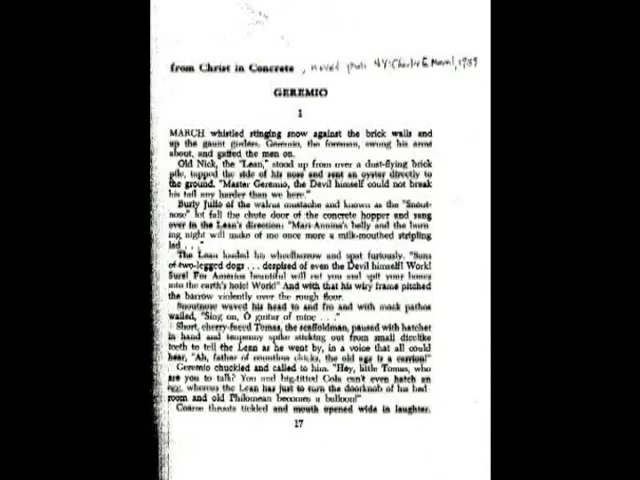 from Christ in Concrete , novel pub. NY: Charles E. 1939
GEREMIO
1
MARCH whistled stinging snow against the brick walls and
up the gaunt girders. Geremio, the foreman, swung his arms
about, and gaffed the men on.
Old Nick, the "Lean," stood up from over a dust-flying brick
pile, tapped the side of his nose and sent an oyster directly to
the ground. "Master Geremio, the Devil himself could not break
his tail any harder than we here."
Burly Julio of the walrus mustache and known as the "Snout-
nose" let fall the chute door of the concrete hopper and sang
over in the Lean's direction: "Mari-Annina's belly and the burn-
ing night will make of me once more a milk-mouthed stripling
lad . . ."
The Lean loaded his wheelbarrow and spat furiously. "Sons
of two-legged dogs . . . despised of even the Devil himself! Work!
Sure! For America beautiful will eat you and spit your bones
into the earth's hole! Work!" And with that his wiry frame pitched
the barrow violently over the rough floor.
Snoutnose waved his head to and fro and with mock pathos
wailed, "Sing on, O guitar of mine . . ."
Short, cherry-faced Tomas, the scaffoldman, paused with hatchet
in hand and tempenny spike sticking out from small dicelike
teeth to tell the Lean as he went by, in a voice that all could
hear, "Ah, father of countless chicks, the old age is a carrion!"
Geremio chuckled and called to him. "Hey, little Tomas, who
are you to talk? You and big-titted Cola can't even hatch an
egg, whereas the Lean has just to turn the doorknob of his bed-
room and old Philomena becomes a balloon!"
Coarse throats tickled and mouths opened wide in laughter.
17